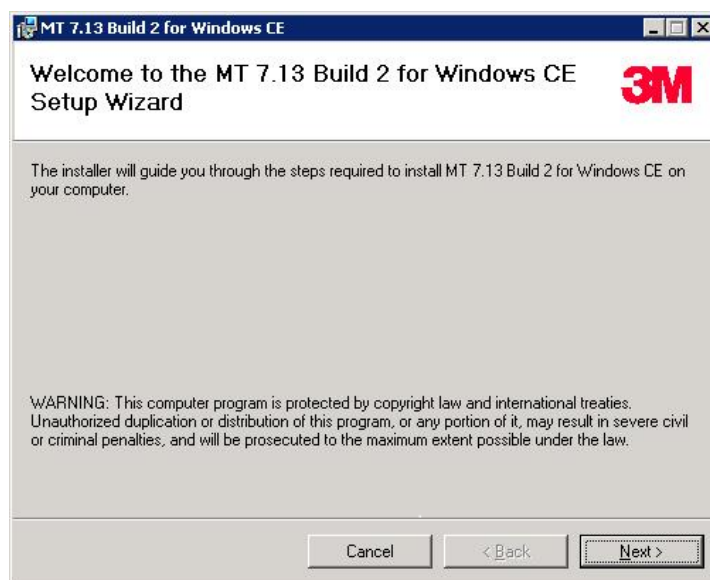 MT 7.13 Build 2 for Windows CE
Welcome to the MT 7.13 Build 2 for Windows CE
Setup Wizard
3M
The installer will guide you through the steps required to install MT 7.13 Build 2 for Windows CE on
your computer.
WARNING: This computer program is protected by copyright law and international treaties.
Unauthorized duplication or distribution of this program, or any portion of it, may result in severe civil
or criminal penalties, and will be prosecuted to the maximum extent possible under the law.
Cancel
< Back
Next >